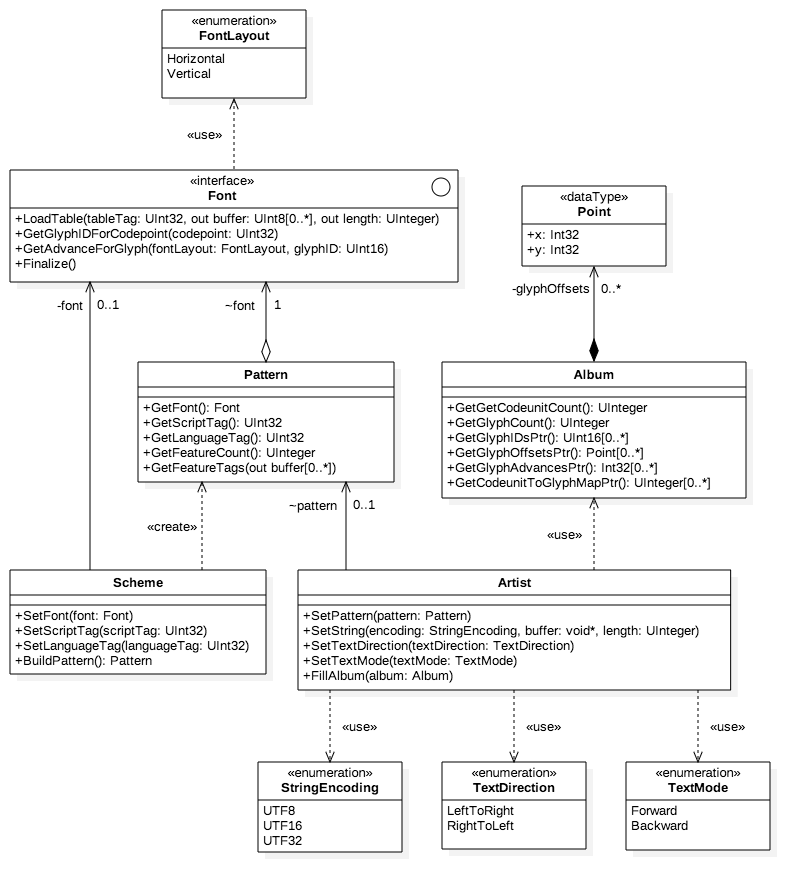 «enumeration»
FontLayout
Horizontal
Vertical
«use»
«interface»
Font
+LoadTable(tableTag: UInt32, out buffer: UInt8[0..*], out length: UInteger)
+GetGlyphIDForCodepoint(codepoint: UInt32)
+GetAdvanceForGlyph(fontLayout: FontLayout, glyphID: UInt16)
+Finalize()
«dataType»
Point
+x: Int32
+y: Int32
-font 0..1
~font 1
-glyphOffsets 0..*
Pattern
+GetFont(): Font
+GetScriptTag(): UInt32
+GetLanguageTag(): UInt32
+GetFeatureCount(): UInteger
+GetFeatureTags(out buffer[0..*])
Album
+GetGetCodeunitCount(): UInteger
+GetGlyphCount(): UInteger
+GetGlyphIDsPtr(): UInt16[0..*]
+GetGlyphOffsetsPtr(): Point[0..*]
+GetGlyphAdvancesPtr(): Int32[0..*]
+GetCodeunitToGlyphMapPtr(): UInteger[0..*]
«create»
~pattern 0..1
«use»
Scheme
+SetFont(font: Font)
+SetScriptTag(scriptTag: UInt32)
+SetLanguageTag(languageTag: UInt32)
+BuildPattern(): Pattern
Artist
+SetPattern(pattern: Pattern)
+SetString(encoding: StringEncoding, buffer: void*, length: UInteger)
+SetTextDirection(textDirection: TextDirection)
+SetTextMode(textMode: TextMode)
+FillAlbum(album: Album)
«use»
«use»
«use»
«enumeration»
StringEncoding
UTF8
UTF16
UTF32
«enumeration»
TextDirection
LeftToRight
RightToLeft
«enumeration»
TextMode
Forward
Backward